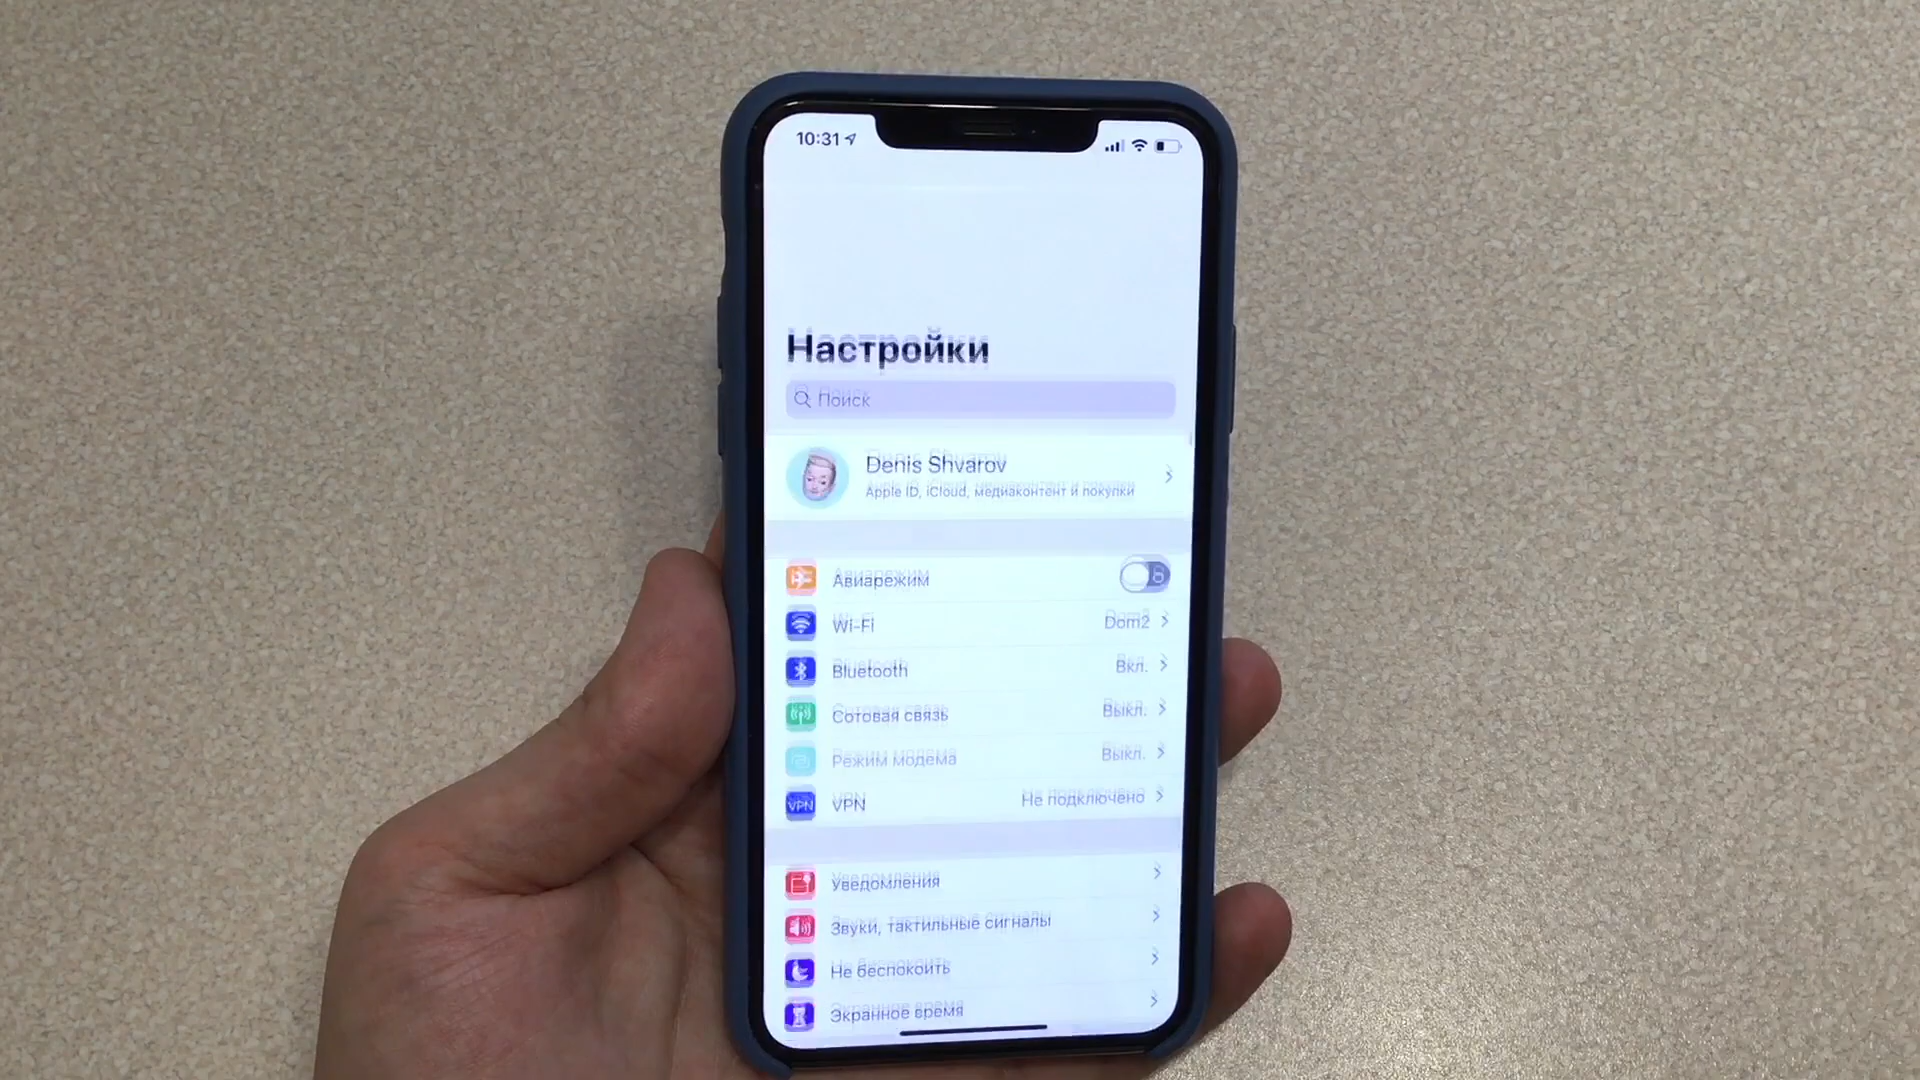 10:31
Настройки
Поиск
Denis Shvarov
Apple ID, iCloud, медиаконтент и покупки
Авиарежим
Wi-Fi Dom2
Bluetooth Вкл.
Сотовая связь Выкл.
Режим модема Выкл.
VPN VPN Не подключено
Уведомления
Звуки, тактильные сигналы
Не беспокоить
Экранное время